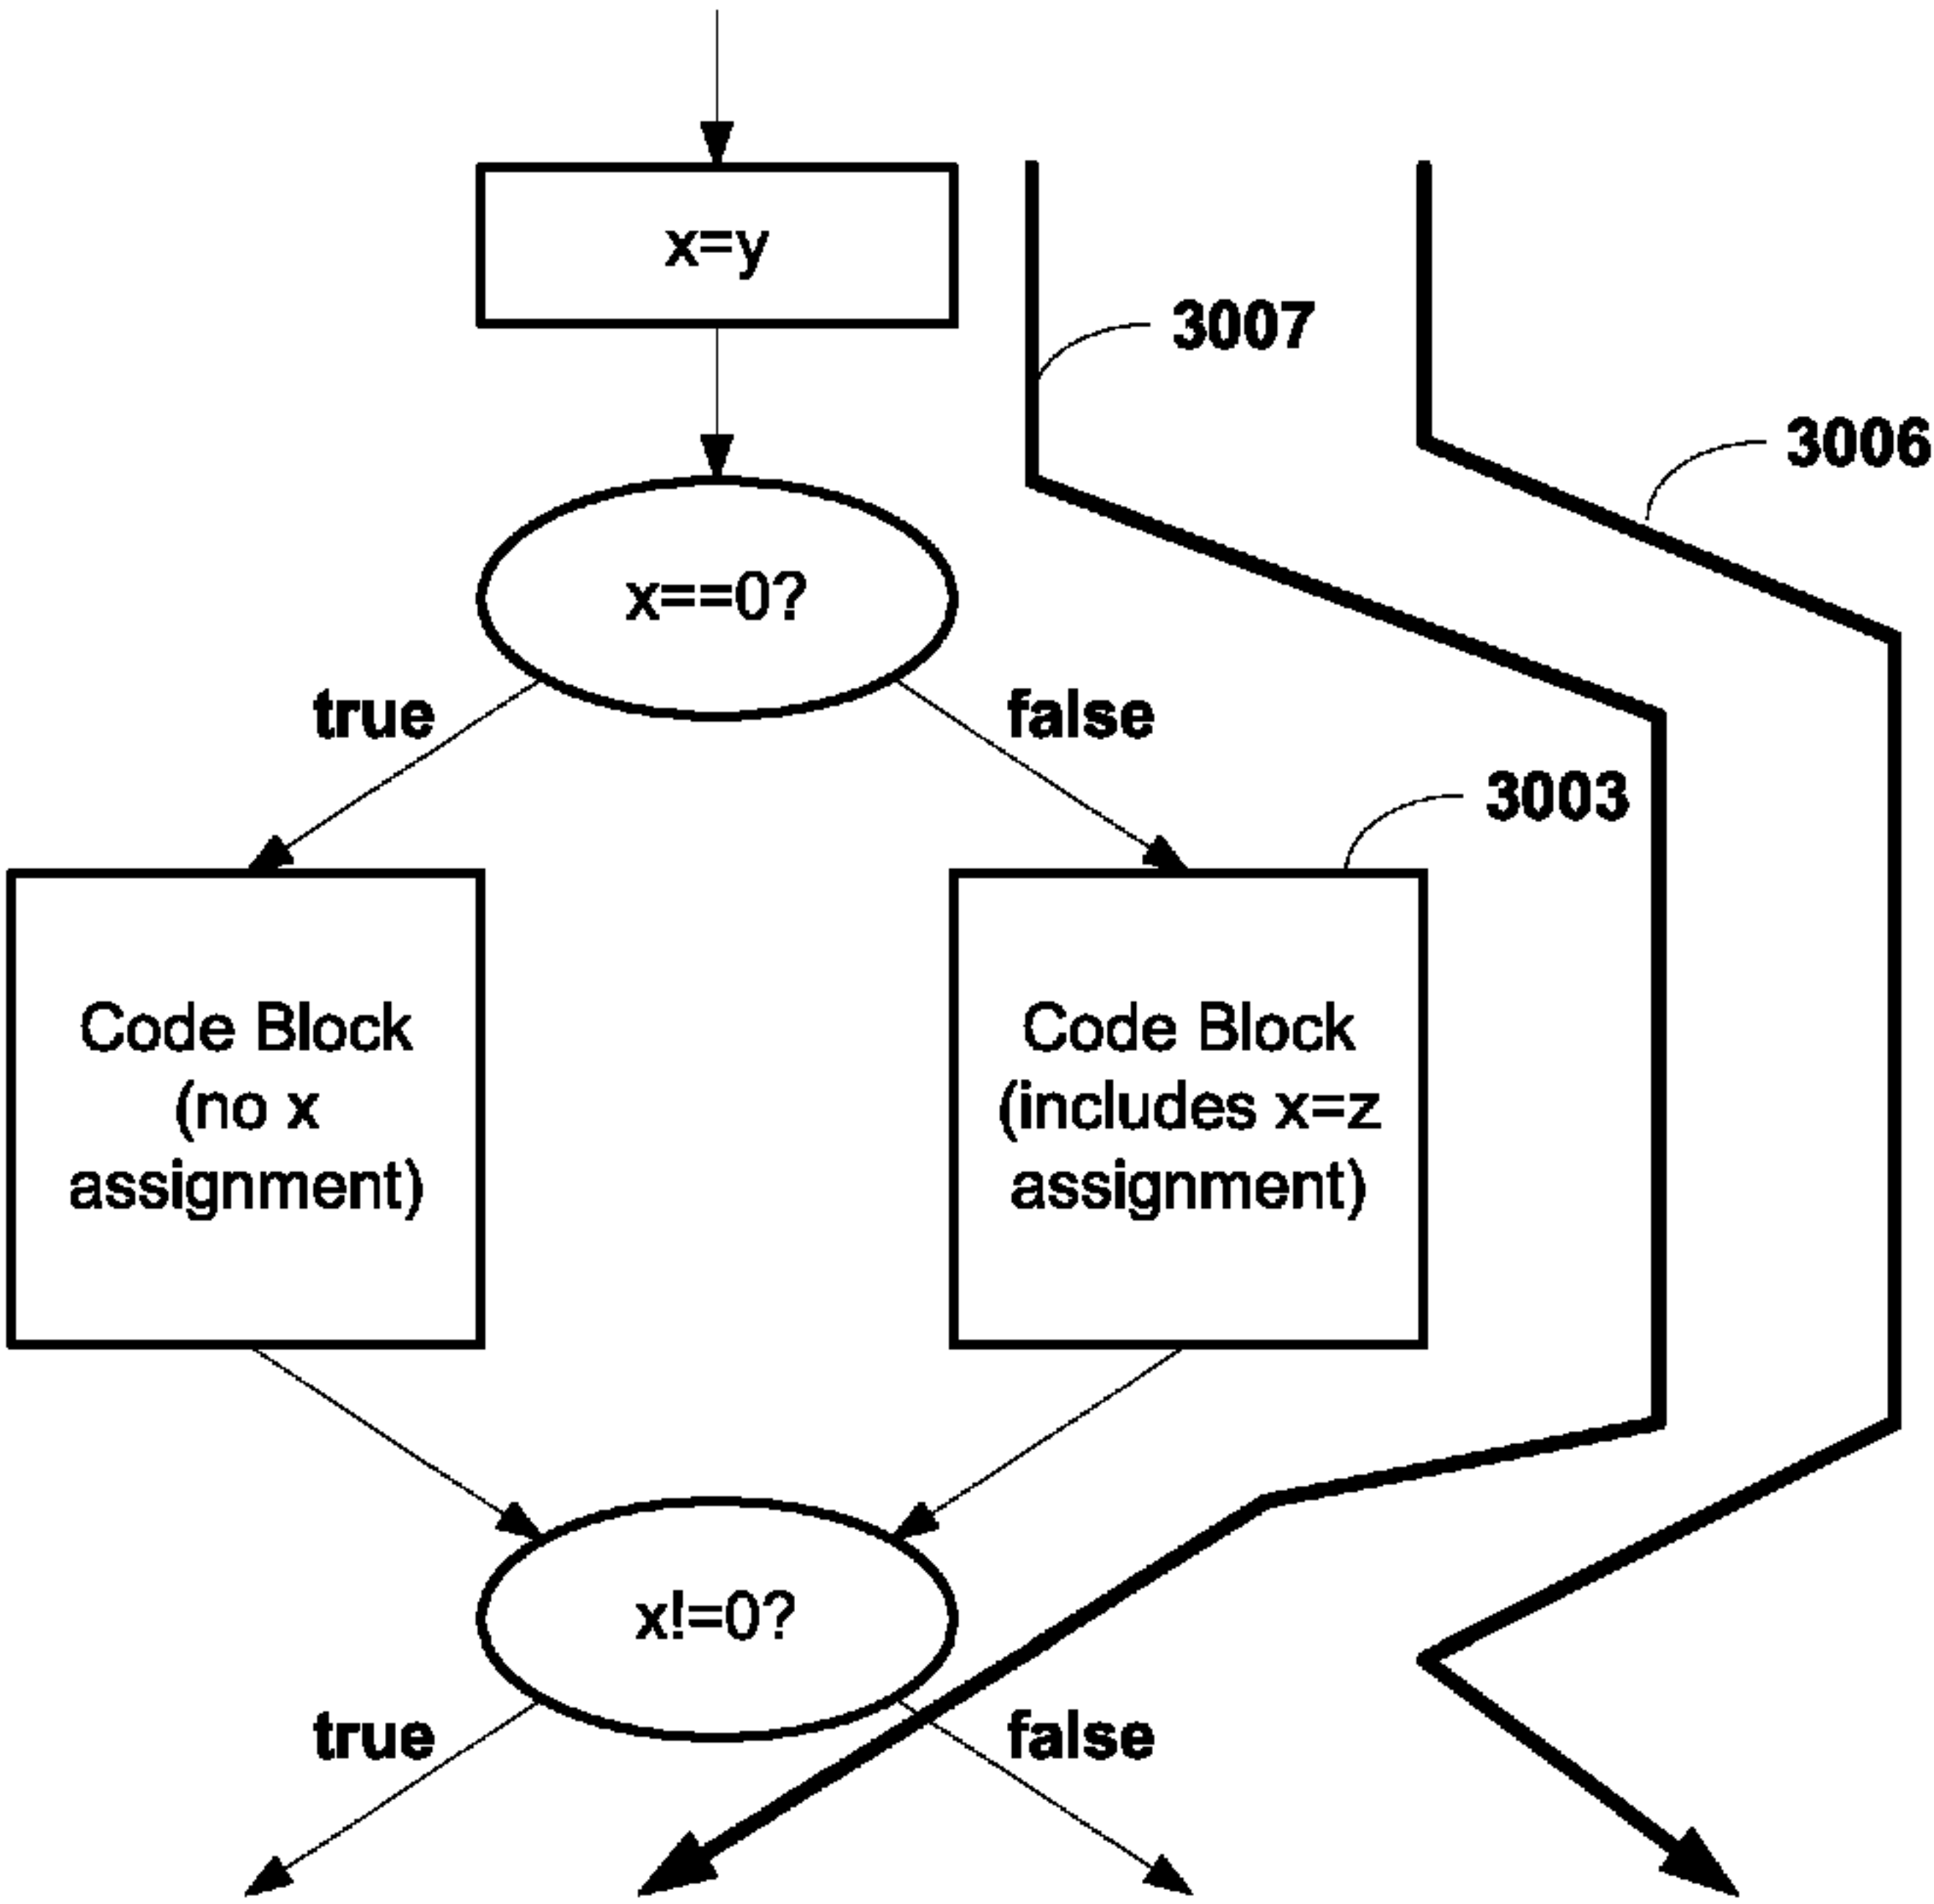 x=y
3007
3006
x==0?
true
false
3003
Code Block
(no x
assignment)
Code Block
(includes x=z
assignment)
x!=0?
true
false